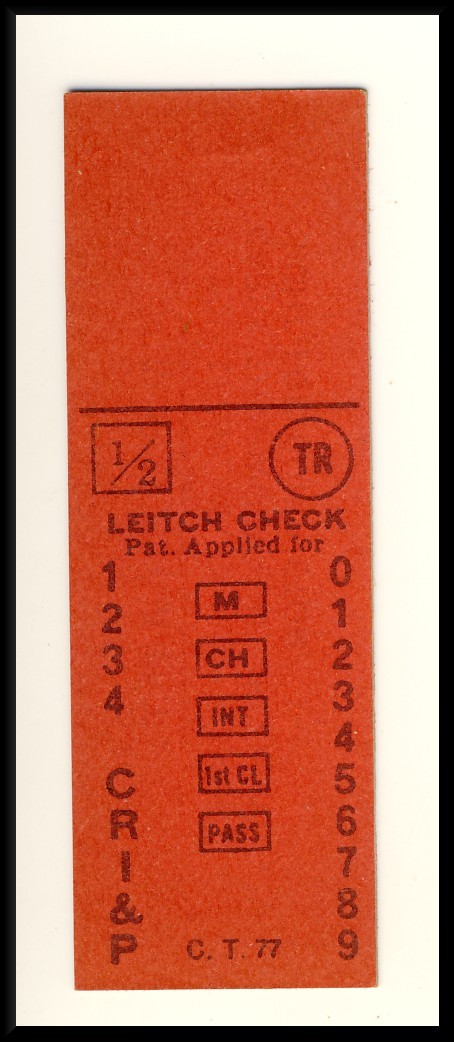 1/2 TR
LEITCH CHECK
Pat. Applied for
1 0
2 M 1
3 CH 2
4 INT 3
4
C 1st CL 5
R PASS 6
I 7
& 8
P C. T. 77 9